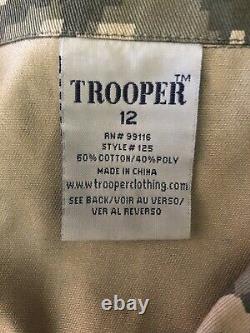 TROOPER™
12
RN# 99116
STYLE# 125
60% COTTON/40% POLY
MADE IN CHINA
www.trooperclothing.com
SEE BACK/VOIR AU VERSO/
VER AL REVERSO